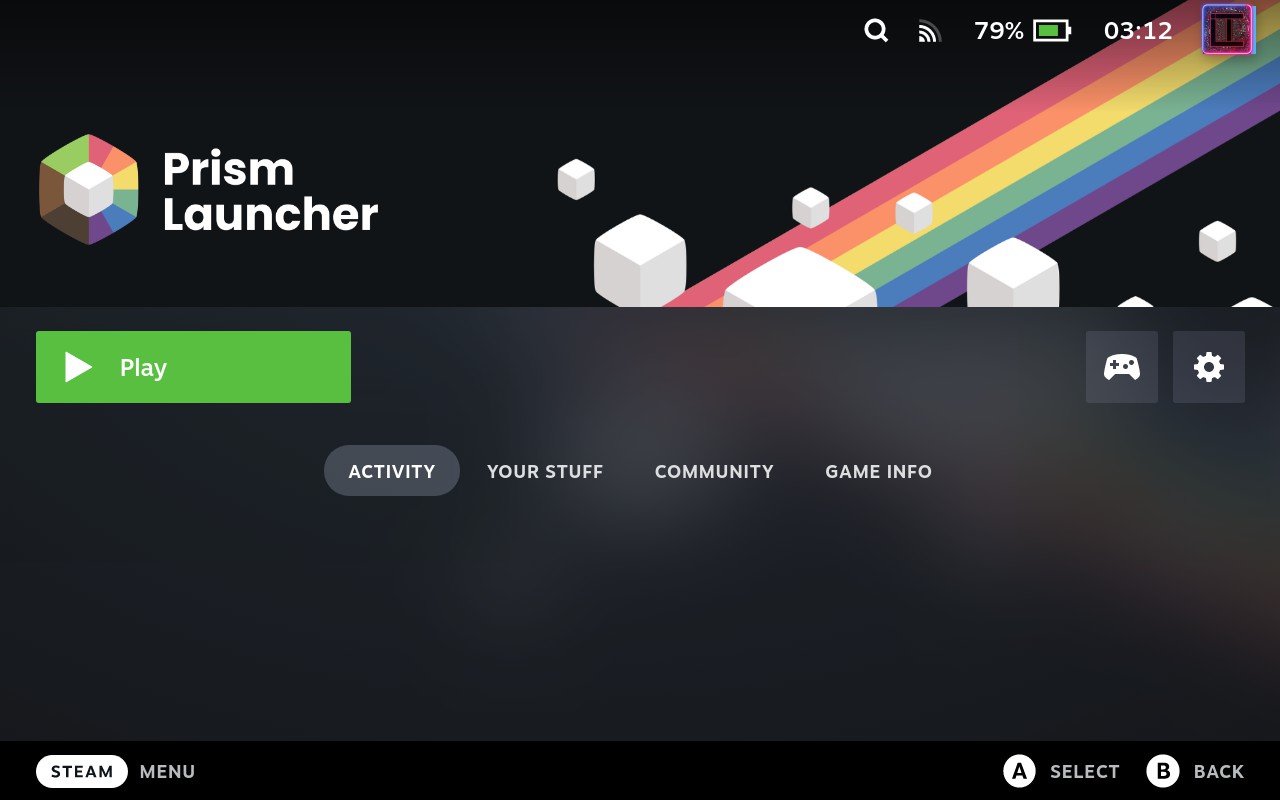 79%
03:12
Prism
Launcher
Play
ACTIVITY
YOUR STUFF
COMMUNITY
GAME INFO
STEAM
MENU
A
SELECT
B
BACK